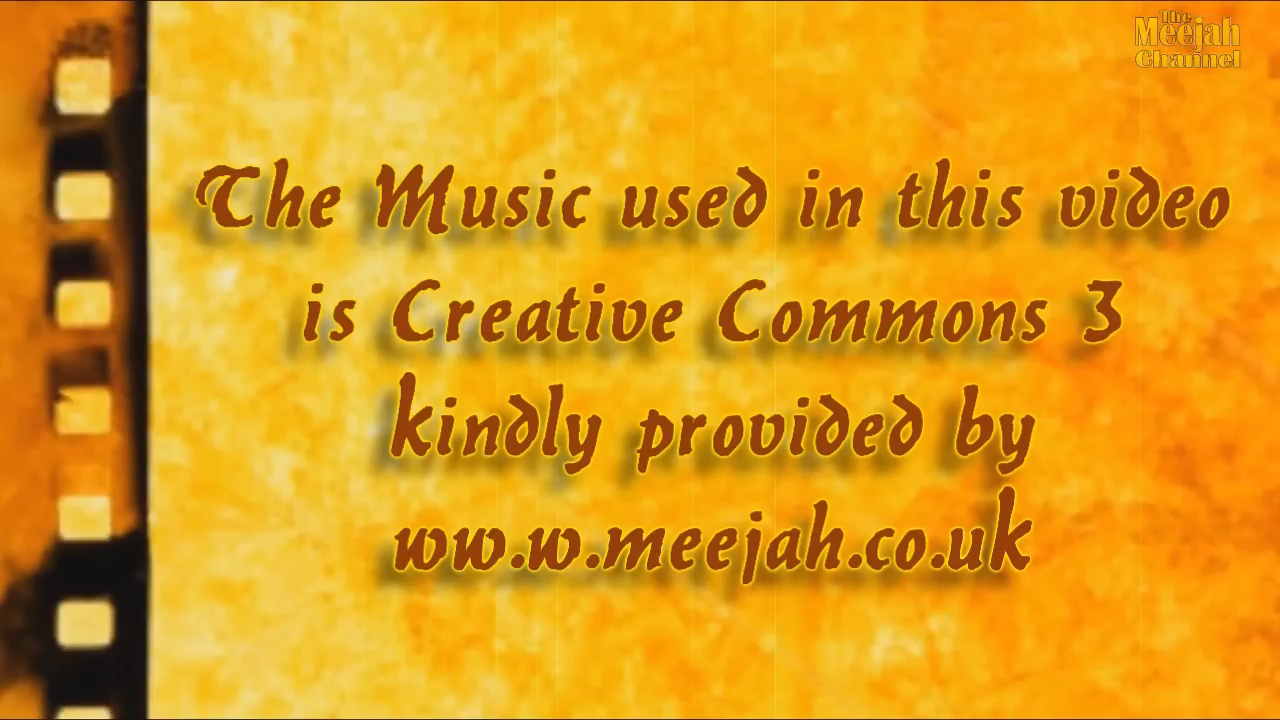 The
Meejah
Channel
The Music used in this video
is Creative Commons 3
kindly provided by
www.meejah.co.uk